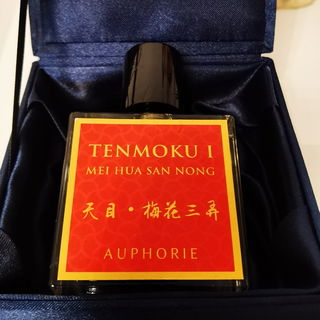 TENMOKU I
MEI HUA SAN NONG
天目・梅花三弄
AUPHORIE